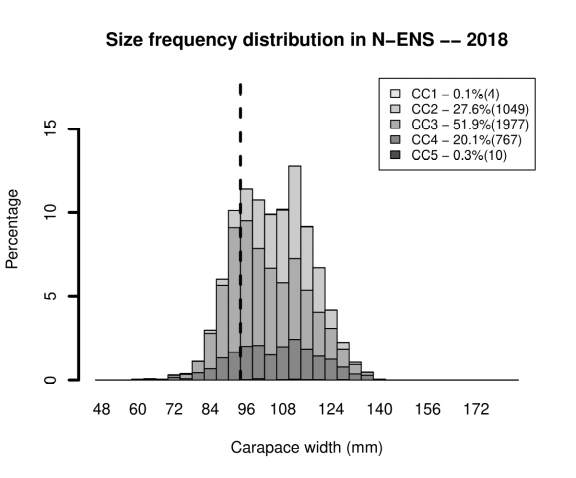 Size frequency distribution in N−ENS −− 2018
CC1 − 0.1%(4)
CC2 − 27.6%(1049)
CC3 − 51.9%(1977)
CC4 − 20.1%(767)
CC5 − 0.3%(10)
15
10
5
0
Percentage
48 60 72 84 96 108 124 140 156 172
Carapace width (mm)